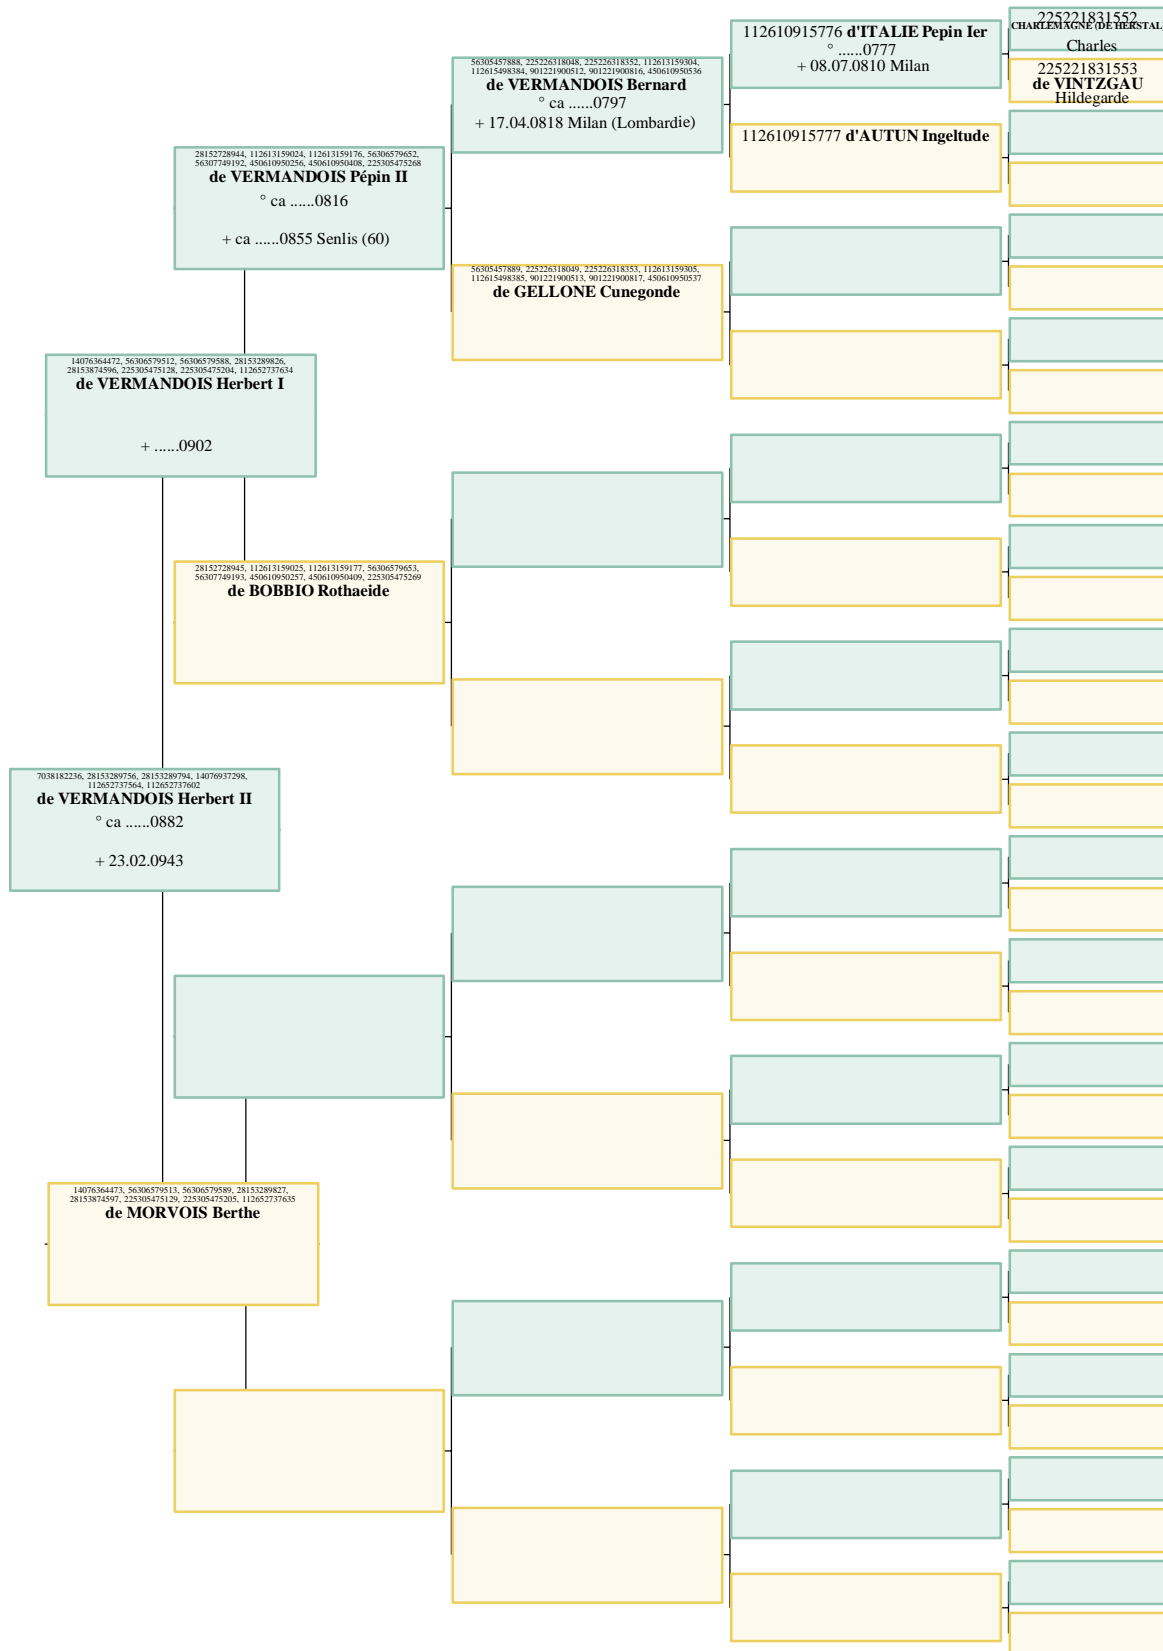 225221831552
CHARLEMAGNE (DE HERSTAL
Charles
225221831553
de VINTZGAU
Hildegarde
112610915776 d'ITALIE Pepin Ier
° ......0777
+ 08.07.0810 Milan
112610915777 d'AUTUN Ingeltude
56305457888, 225226318048, 225226318352, 112613159304,
112615498384, 901221900512, 901221900816, 450610950536
de VERMANDOIS Bernard
° ca ......0797
+ 17.04.0818 Milan (Lombardie)
56305457889, 225226318049, 225226318353, 112613159305,
112615498385, 901221900513, 901221900817, 450610950537
de GELLONE Cunegonde
28152728944, 112613159024, 112613159176, 56306579652,
56307749192, 450610950256, 450610950408, 225305475268
de VERMANDOIS Pépin II
° ca ......0816
+ ca ......0855 Senlis (60)
14076364472, 56306579512, 56306579588, 28153289826,
28153874596, 225305475128, 225305475204, 112652737634
de VERMANDOIS Herbert I
+ ......0902
28152728945, 112613159025, 112613159177, 56306579653,
56307749193, 450610950257, 450610950409, 225305475269
de BOBBIO Rothaeide
7038182236, 28153289756, 28153289794, 14076937298,
112652737564, 112652737602
de VERMANDOIS Herbert II
° ca ......0882
+ 23.02.0943
14076364473, 56306579513, 56306579589, 28153289827,
28153874597, 225305475129, 225305475205, 112652737635
de MORVOIS Berthe